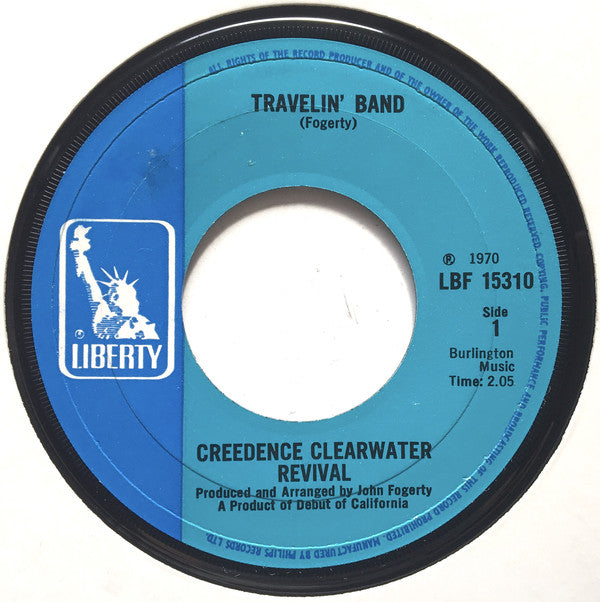 ALL RIGHTS OF THE RECORD PRODUCER AND OF THE OWNER OF THE WORK REPRODUCED RESERVED. COPYING, PUBLIC PERFORMANCE AND BROADCASTING OF THIS RECORD PROHIBITED. MANUFACTURED BY PHILIPS RECORDS LTD.
TRAVELIN' BAND
(Fogerty)
℗ 1970
LBF 15310
Side
1
Burlington
Music
Time: 2.05
®
LIBERTY
CREEDENCE CLEARWATER
REVIVAL
Produced and Arranged by John Fogerty
A Product of Debut of California